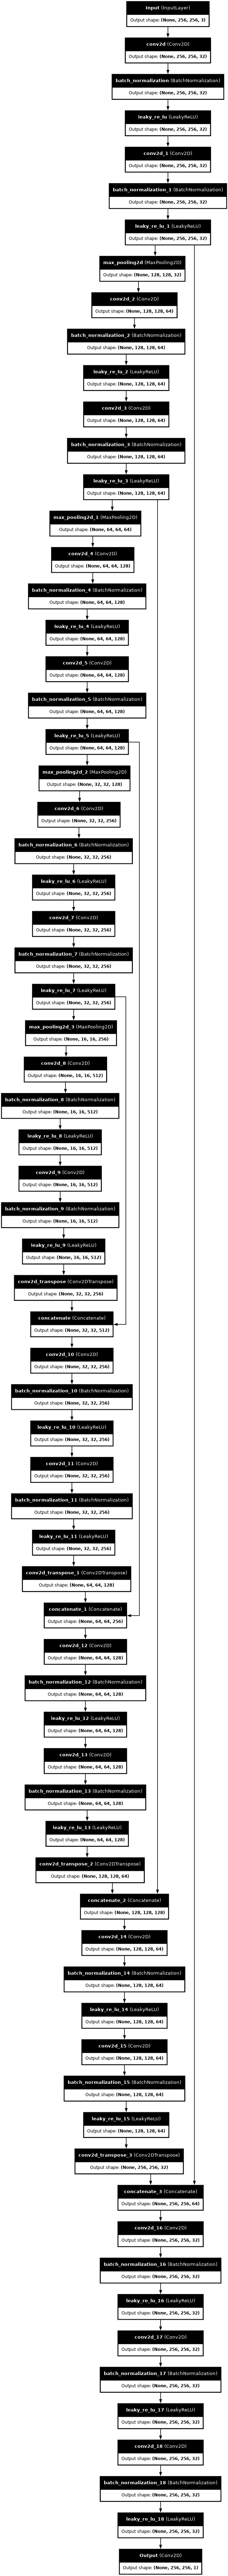 Input (InputLayer)
Output shape: (None, 256, 256, 3)
conv2d (Conv2D)
Output shape: (None, 256, 256, 32)
batch_normalization (BatchNormalization)
Output shape: (None, 256, 256, 32)
leaky_re_lu (LeakyReLU)
Output shape: (None, 256, 256, 32)
conv2d_1 (Conv2D)
Output shape: (None, 256, 256, 32)
batch_normalization_1 (BatchNormalization)
Output shape: (None, 256, 256, 32)
leaky_re_lu_1 (LeakyReLU)
Output shape: (None, 256, 256, 32)
max_pooling2d (MaxPooling2D)
Output shape: (None, 128, 128, 32)
conv2d_2 (Conv2D)
Output shape: (None, 128, 128, 64)
batch_normalization_2 (BatchNormalization)
Output shape: (None, 128, 128, 64)
leaky_re_lu_2 (LeakyReLU)
Output shape: (None, 128, 128, 64)
conv2d_3 (Conv2D)
Output shape: (None, 128, 128, 64)
batch_normalization_3 (BatchNormalization)
Output shape: (None, 128, 128, 64)
leaky_re_lu_3 (LeakyReLU)
Output shape: (None, 128, 128, 64)
max_pooling2d_1 (MaxPooling2D)
Output shape: (None, 64, 64, 64)
conv2d_4 (Conv2D)
Output shape: (None, 64, 64, 128)
batch_normalization_4 (BatchNormalization)
Output shape: (None, 64, 64, 128)
leaky_re_lu_4 (LeakyReLU)
Output shape: (None, 64, 64, 128)
conv2d_5 (Conv2D)
Output shape: (None, 64, 64, 128)
batch_normalization_5 (BatchNormalization)
Output shape: (None, 64, 64, 128)
leaky_re_lu_5 (LeakyReLU)
Output shape: (None, 64, 64, 128)
max_pooling2d_2 (MaxPooling2D)
Output shape: (None, 32, 32, 128)
conv2d_6 (Conv2D)
Output shape: (None, 32, 32, 256)
batch_normalization_6 (BatchNormalization)
Output shape: (None, 32, 32, 256)
leaky_re_lu_6 (LeakyReLU)
Output shape: (None, 32, 32, 256)
conv2d_7 (Conv2D)
Output shape: (None, 32, 32, 256)
batch_normalization_7 (BatchNormalization)
Output shape: (None, 32, 32, 256)
leaky_re_lu_7 (LeakyReLU)
Output shape: (None, 32, 32, 256)
max_pooling2d_3 (MaxPooling2D)
Output shape: (None, 16, 16, 256)
conv2d_8 (Conv2D)
Output shape: (None, 16, 16, 512)
batch_normalization_8 (BatchNormalization)
Output shape: (None, 16, 16, 512)
leaky_re_lu_8 (LeakyReLU)
Output shape: (None, 16, 16, 512)
conv2d_9 (Conv2D)
Output shape: (None, 16, 16, 512)
batch_normalization_9 (BatchNormalization)
Output shape: (None, 16, 16, 512)
leaky_re_lu_9 (LeakyReLU)
Output shape: (None, 16, 16, 512)
conv2d_transpose (Conv2DTranspose)
Output shape: (None, 32, 32, 256)
concatenate (Concatenate)
Output shape: (None, 32, 32, 512)
conv2d_10 (Conv2D)
Output shape: (None, 32, 32, 256)
batch_normalization_10 (BatchNormalization)
Output shape: (None, 32, 32, 256)
leaky_re_lu_10 (LeakyReLU)
Output shape: (None, 32, 32, 256)
conv2d_11 (Conv2D)
Output shape: (None, 32, 32, 256)
batch_normalization_11 (BatchNormalization)
Output shape: (None, 32, 32, 256)
leaky_re_lu_11 (LeakyReLU)
Output shape: (None, 32, 32, 256)
conv2d_transpose_1 (Conv2DTranspose)
Output shape: (None, 64, 64, 128)
concatenate_1 (Concatenate)
Output shape: (None, 64, 64, 256)
conv2d_12 (Conv2D)
Output shape: (None, 64, 64, 128)
batch_normalization_12 (BatchNormalization)
Output shape: (None, 64, 64, 128)
leaky_re_lu_12 (LeakyReLU)
Output shape: (None, 64, 64, 128)
conv2d_13 (Conv2D)
Output shape: (None, 64, 64, 128)
batch_normalization_13 (BatchNormalization)
Output shape: (None, 64, 64, 128)
leaky_re_lu_13 (LeakyReLU)
Output shape: (None, 64, 64, 128)
conv2d_transpose_2 (Conv2DTranspose)
Output shape: (None, 128, 128, 64)
concatenate_2 (Concatenate)
Output shape: (None, 128, 128, 128)
conv2d_14 (Conv2D)
Output shape: (None, 128, 128, 64)
batch_normalization_14 (BatchNormalization)
Output shape: (None, 128, 128, 64)
leaky_re_lu_14 (LeakyReLU)
Output shape: (None, 128, 128, 64)
conv2d_15 (Conv2D)
Output shape: (None, 128, 128, 64)
batch_normalization_15 (BatchNormalization)
Output shape: (None, 128, 128, 64)
leaky_re_lu_15 (LeakyReLU)
Output shape: (None, 128, 128, 64)
conv2d_transpose_3 (Conv2DTranspose)
Output shape: (None, 256, 256, 32)
concatenate_3 (Concatenate)
Output shape: (None, 256, 256, 64)
conv2d_16 (Conv2D)
Output shape: (None, 256, 256, 32)
batch_normalization_16 (BatchNormalization)
Output shape: (None, 256, 256, 32)
leaky_re_lu_16 (LeakyReLU)
Output shape: (None, 256, 256, 32)
conv2d_17 (Conv2D)
Output shape: (None, 256, 256, 32)
batch_normalization_17 (BatchNormalization)
Output shape: (None, 256, 256, 32)
leaky_re_lu_17 (LeakyReLU)
Output shape: (None, 256, 256, 32)
conv2d_18 (Conv2D)
Output shape: (None, 256, 256, 32)
batch_normalization_18 (BatchNormalization)
Output shape: (None, 256, 256, 32)
leaky_re_lu_18 (LeakyReLU)
Output shape: (None, 256, 256, 32)
Output (Conv2D)
Output shape: (None, 256, 256, 1)